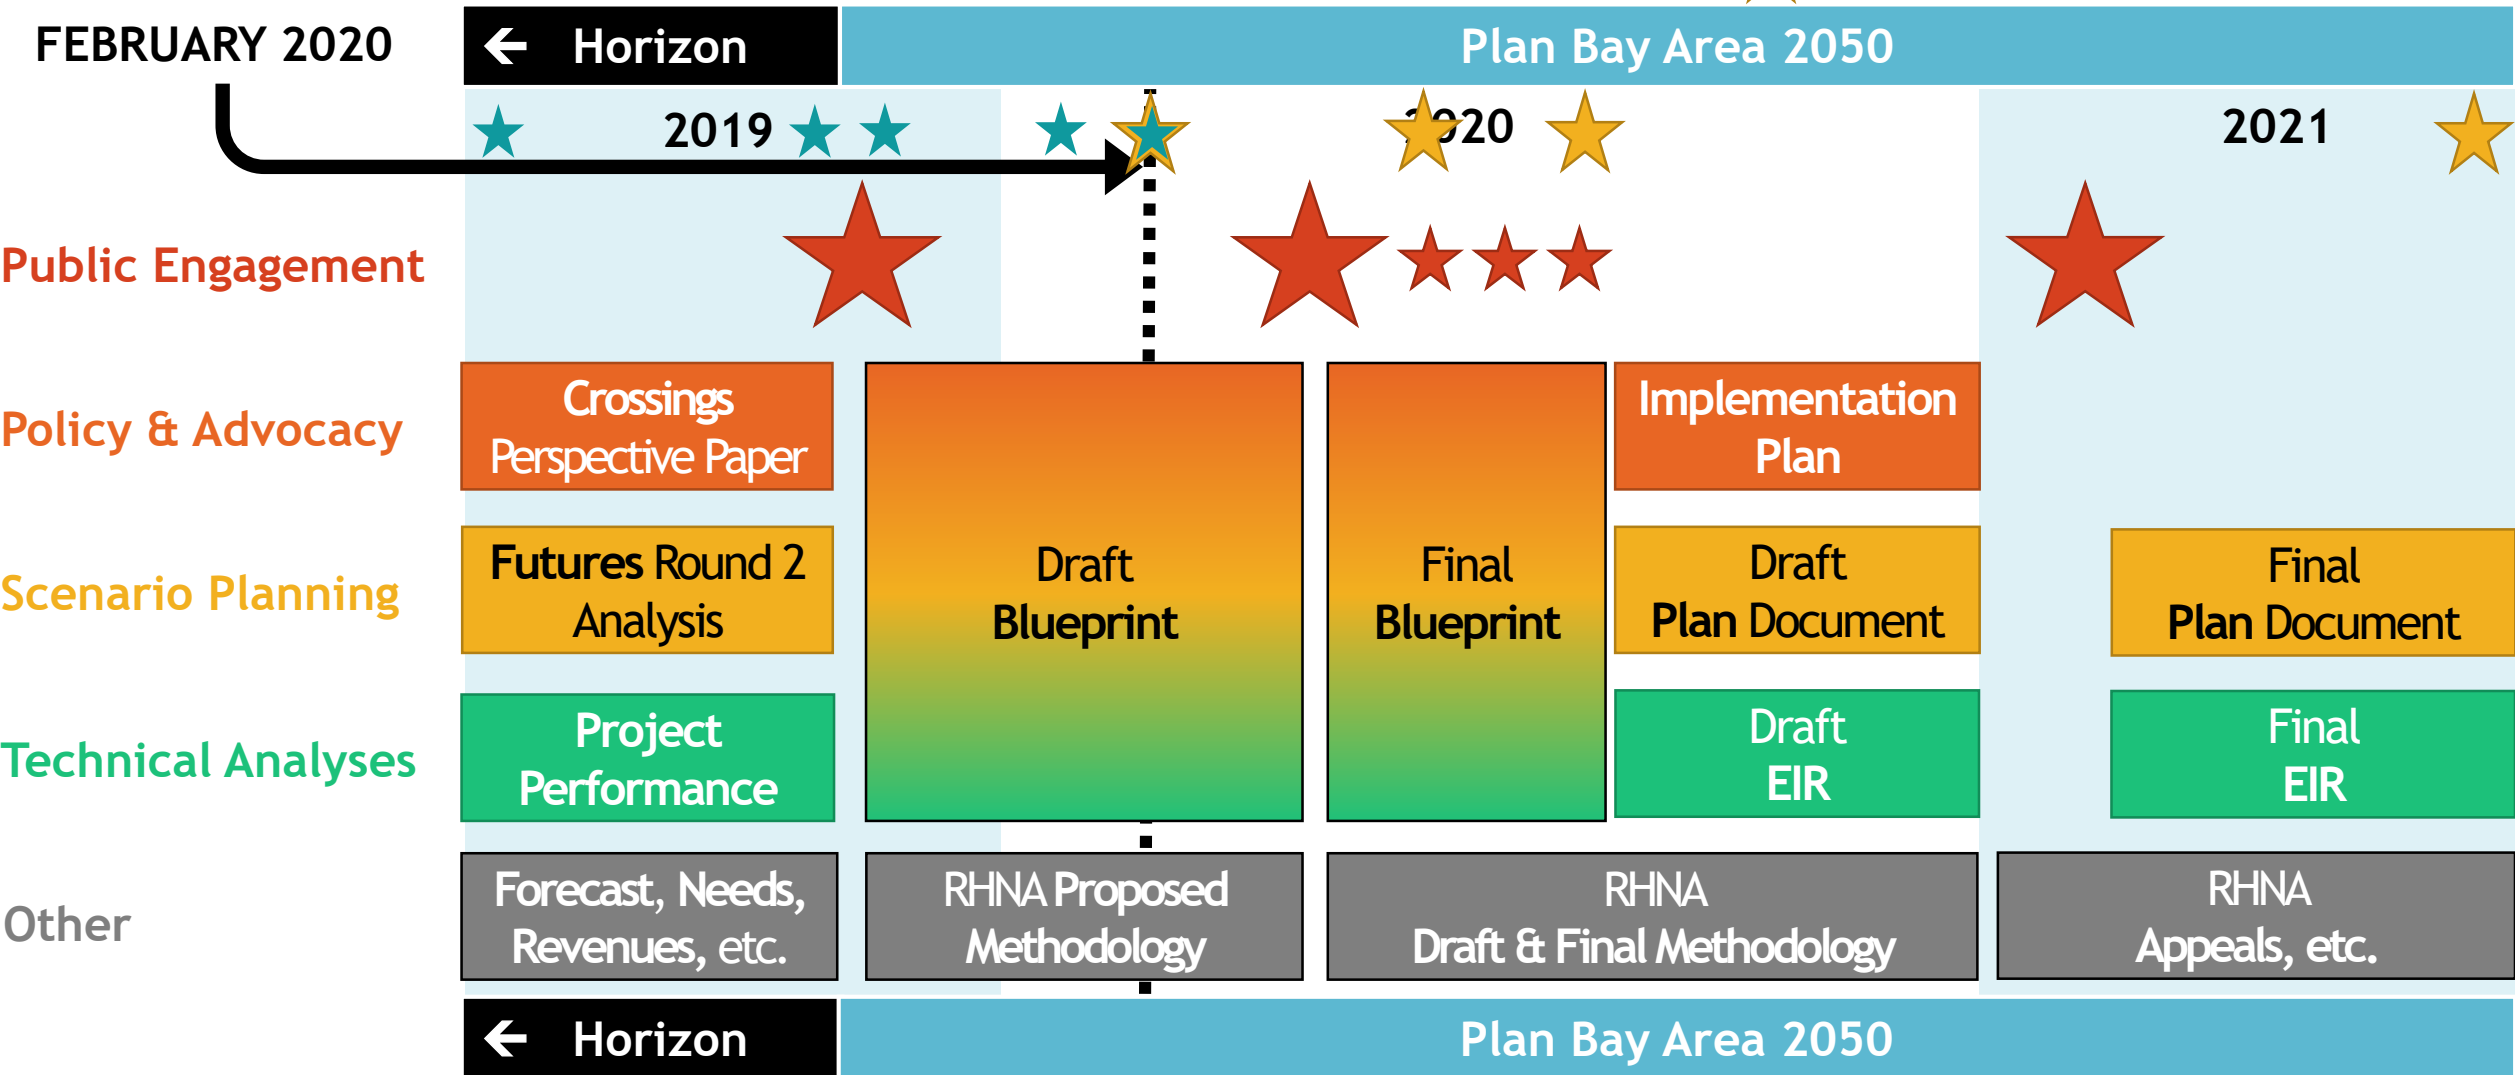 FEBRUARY 2020
Horizon
Plan Bay Area 2050
2019
2020
2021
Public Engagement
Policy & Advocacy
Crossings
Perspective Paper
Implementation
Plan
Scenario Planning
Futures Round 2
Analysis
Draft
Blueprint
Final
Blueprint
Draft
Plan Document
Final
Plan Document
Technical Analyses
Project
Performance
Draft
EIR
Final
EIR
Other
Forecast, Needs,
Revenues, etc.
RHNA Proposed
Methodology
RHNA
Draft & Final Methodology
RHNA
Appeals, etc.
Horizon
Plan Bay Area 2050